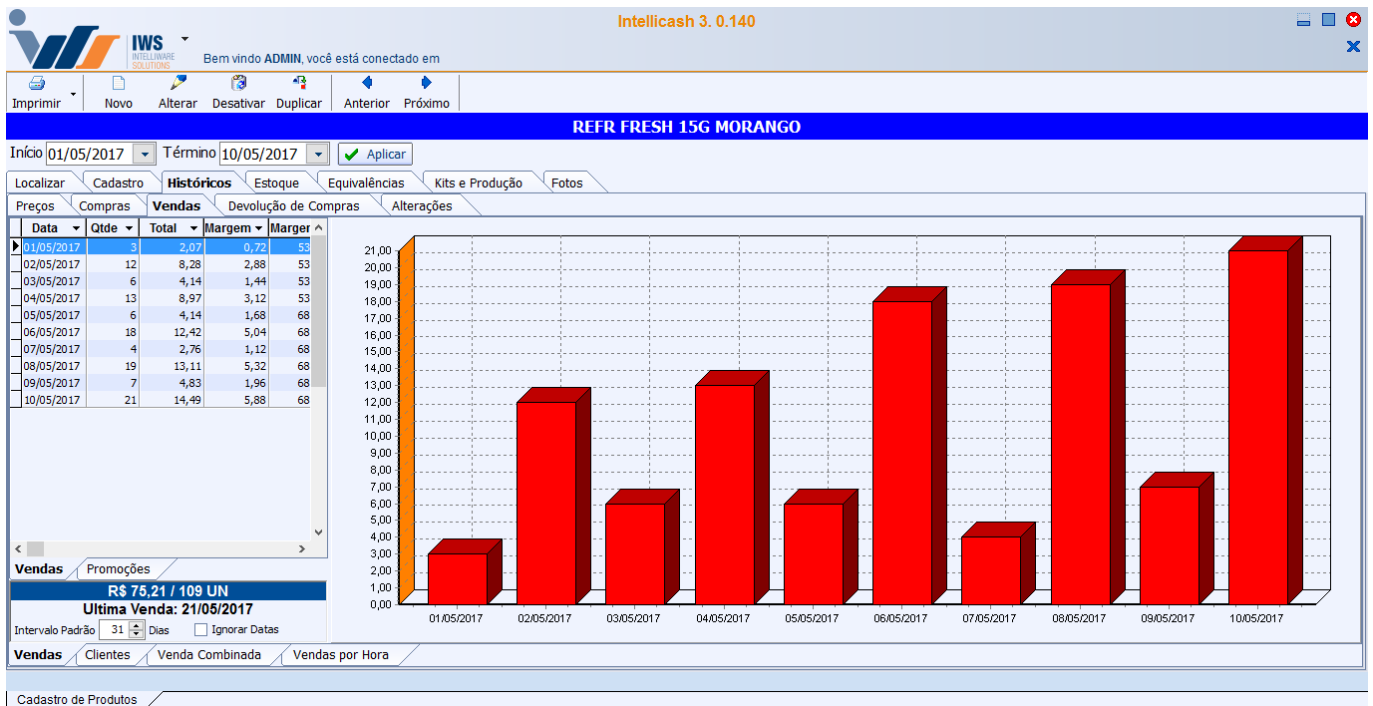 Intellicash 3. 0.140
IWS
INTELLIWARE
SOLUTIONS
Bem vindo ADMIN, você está conectado em
Imprimir Novo Alterar Desativar Duplicar Anterior Próximo
REFR FRESH 15G MORANGO
Início 01/05/2017 Término 10/05/2017 Aplicar
Localizar Cadastro Históricos Estoque Equivalências Kits e Produção Fotos
Preços Compras Vendas Devolução de Compras Alterações
Data Qtde Total Margem Marger
01/05/2017 3 2,07 0,72 53
02/05/2017 12 8,28 2,88 53
03/05/2017 6 4,14 1,44 53
04/05/2017 13 8,97 3,12 53
05/05/2017 6 4,14 1,68 68
06/05/2017 18 12,42 5,04 68
07/05/2017 4 2,76 1,12 68
08/05/2017 19 13,11 5,32 68
09/05/2017 7 4,83 1,96 68
10/05/2017 21 14,49 5,88 68
Vendas Promoções
R$ 75,21 / 109 UN
Ultima Venda: 21/05/2017
Intervalo Padrão 31 Dias Ignorar Datas
21,00
20,00
19,00
18,00
17,00
16,00
15,00
14,00
13,00
12,00
11,00
10,00
9,00
8,00
7,00
6,00
5,00
4,00
3,00
2,00
1,00
0,00
01/05/2017 02/05/2017 03/05/2017 04/05/2017 05/05/2017 06/05/2017 07/05/2017 08/05/2017 09/05/2017 10/05/2017
Vendas Clientes Venda Combinada Vendas por Hora
Cadastro de Produtos